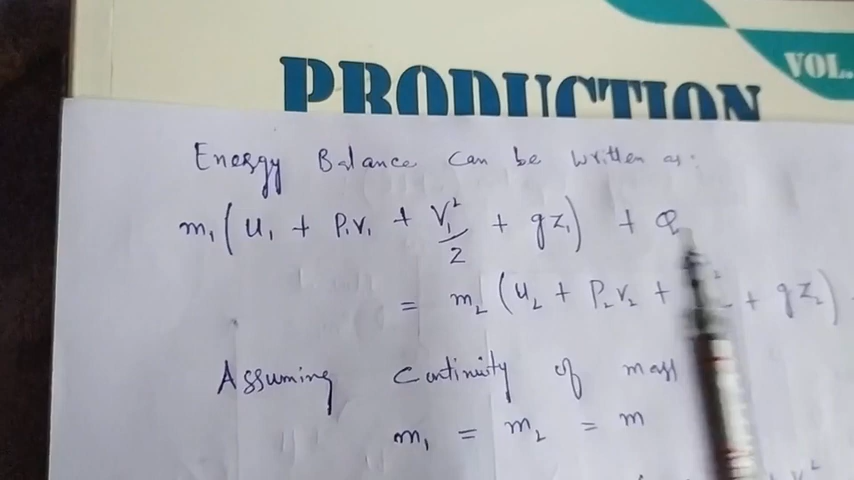 VOL.
PRODUCTION
Energy Balance can be written as:
m₁ ( u₁ + P₁v₁ + V₁²/2 + gz₁ ) + Q
= m₂ ( u₂ + P₂v₂ + + gz₂ )
Assuming Continuity of mass
m₁ = m₂ = m